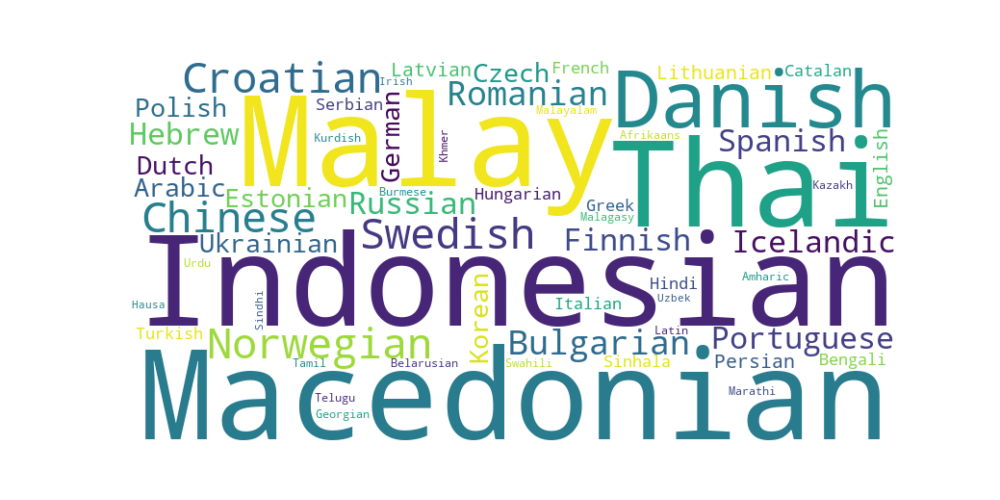 Croatian
Latvian
Irish
Czech
French
Lithuanian
Catalan
Polish
Serbian
Malay
German
Romanian
Malayalam
Danish
Hebrew
Kurdish
Khmer
Afrikaans
Spanish
English
Dutch
Thai
Arabic
Estonian
Burmese
Russian
Hungarian
Greek
Malagasy
Kazakh
Chinese
Ukrainian
Swedish
Finnish
Icelandic
Urdu
Indonesian
Hausa
Sindhi
Korean
Italian
Hindi
Uzbek
Amharic
Turkish
Norwegian
Bulgarian
Latin
Portuguese
Tamil
Belarusian
Swahili
Sinhala
Persian
Bengali
Macedonian
Telugu
Georgian
Marathi